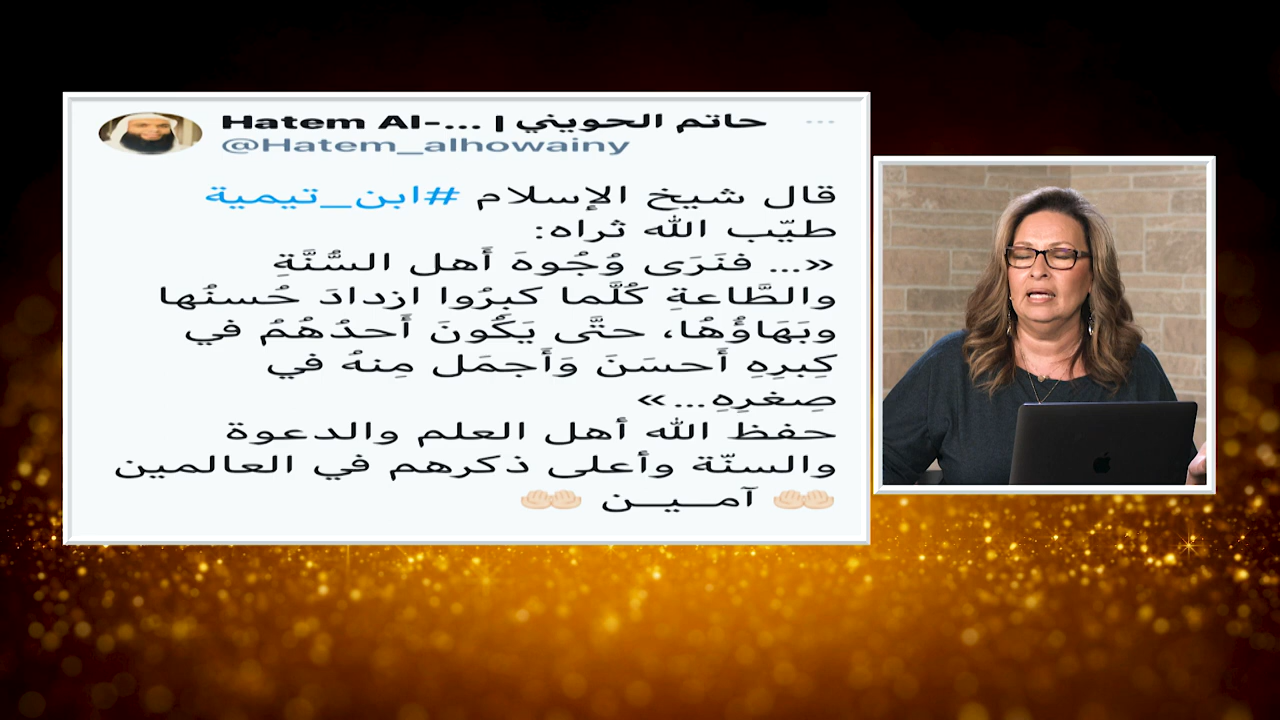 Hatem Al-... | حاتم الحويني
@Hatem_alhowainy
قال شيخ الإسلام #ابن_تيمية
طيّب الله ثراه:
«... فنَرَى وُجُوهَ أَهل السُّنَّةِ
والطَّاعةِ كُلَّما كبرُوا ازدادَ حُسنُها
وبَهَاؤُهُا، حتَّى يَكُونَ أَحدُهُمُ في
كِبرِهِ أَحسَنَ وَأَجمَل مِنهُ في
صِغرِهِ...»
حفظ الله أهل العلم والدعوة
والسنّة وأعلى ذكرهم في العالمين
🤲🏻 آمـــيـــن 🤲🏻